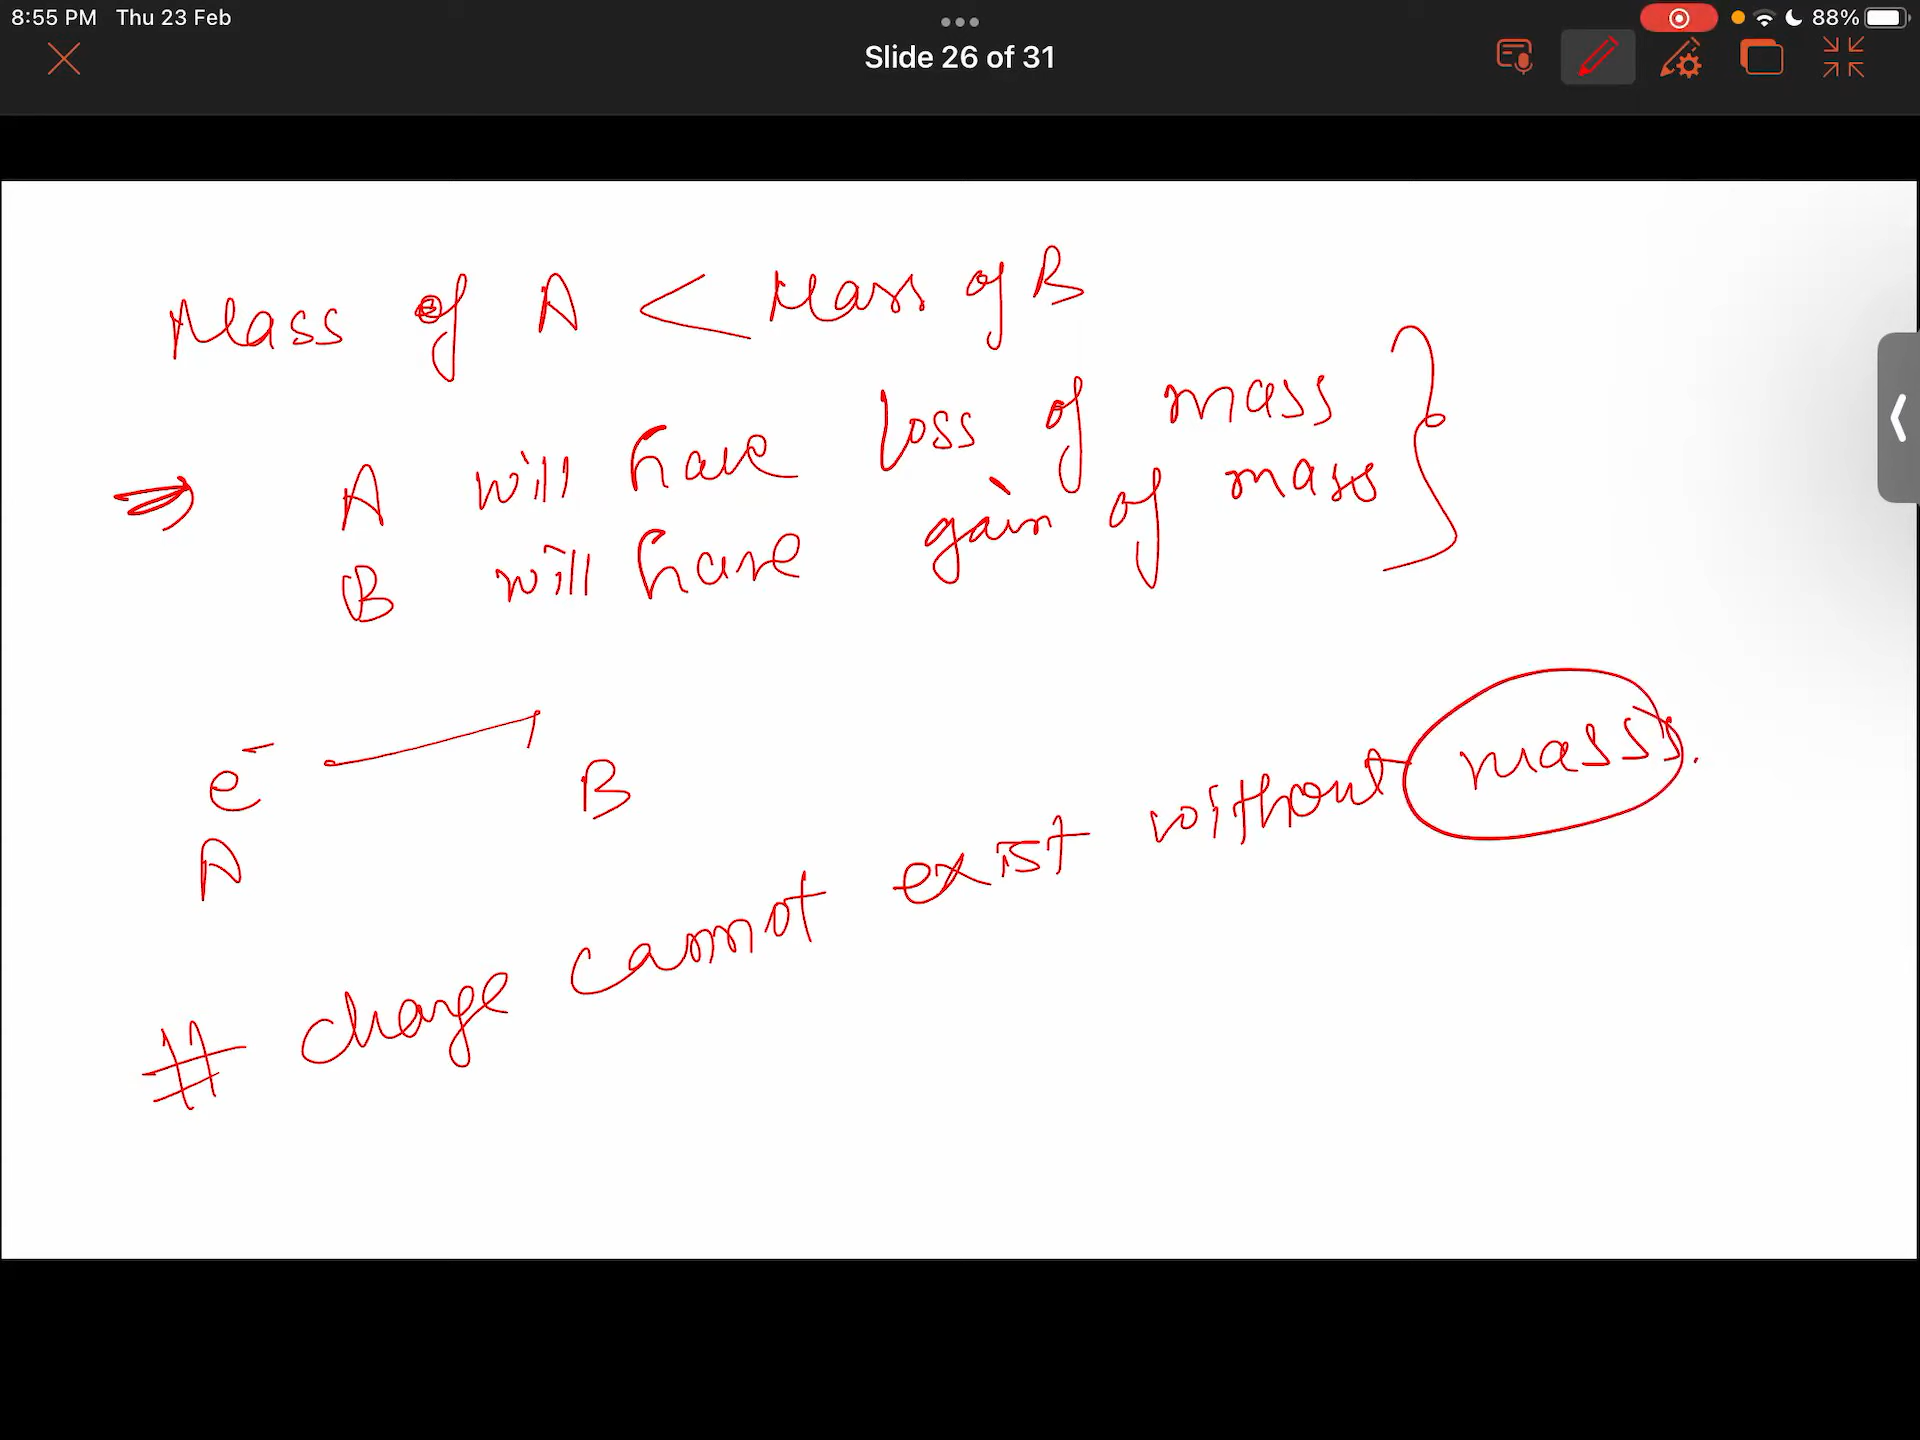 8:55 PM Thu 23 Feb
88%
Slide 26 of 31
Mass of A < Mass of B
⇒ A will have loss of mass
B will have gain of mass }
e⁻ → B
A
# charge cannot exist without mass.